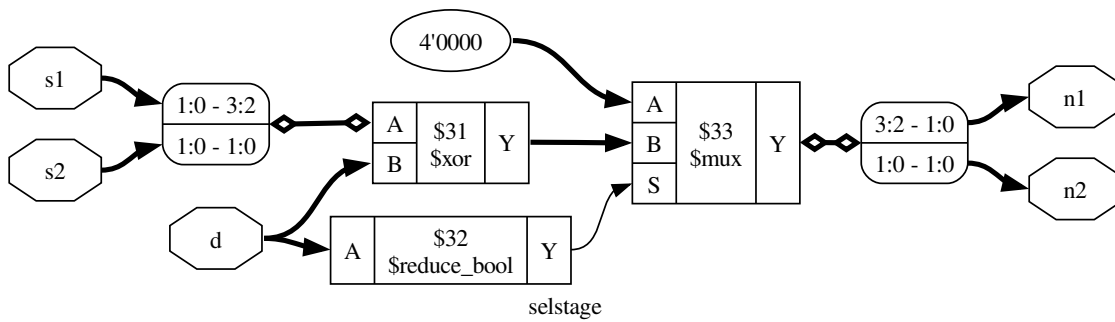 s1
s2
1:0 - 3:2
1:0 - 1:0
d
4'0000
A
B
$31
$xor
Y
A
$32
$reduce_bool
Y
A
B
S
$33
$mux
Y
3:2 - 1:0
1:0 - 1:0
n1
n2
selstage